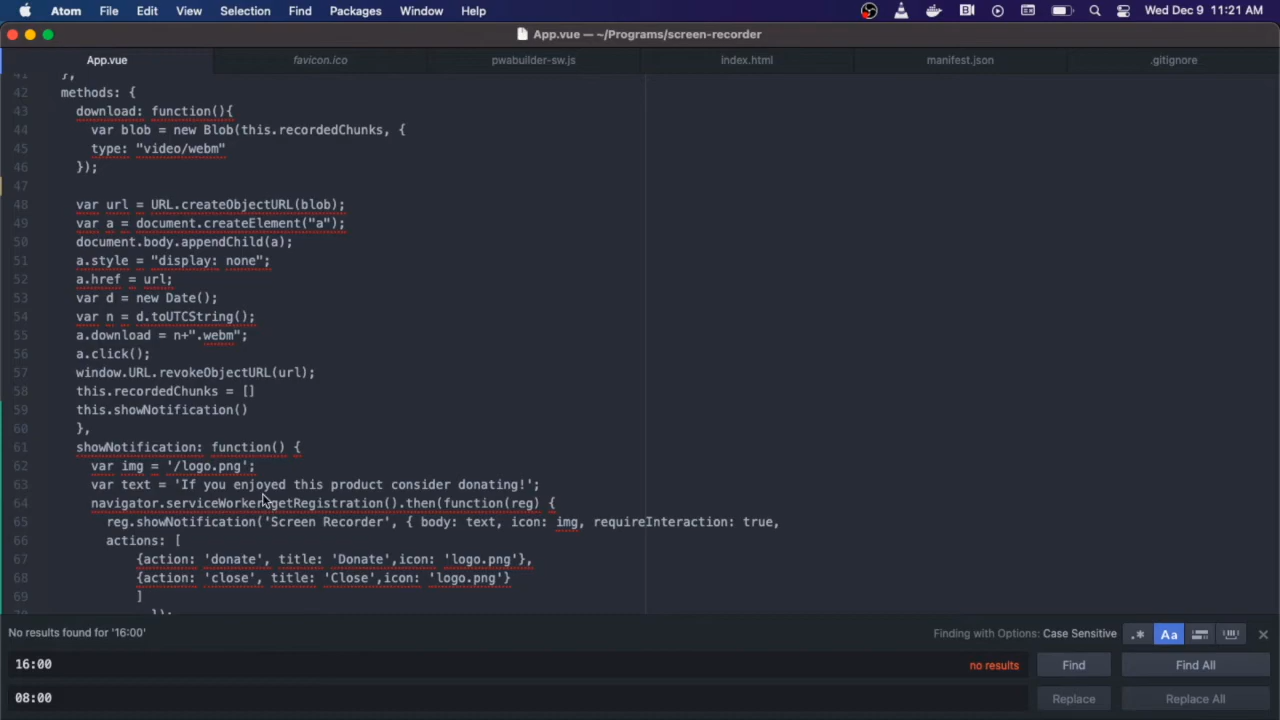 Atom File Edit View Selection Find Packages Window Help Wed Dec 9 11:21 AM
App.vue — ~/Programs/screen-recorder
App.vue favicon.ico pwabuilder-sw.js index.html manifest.json .gitignore
41 },
42 methods: {
43 download: function(){
44 var blob = new Blob(this.recordedChunks, {
45 type: "video/webm"
46 });
47
48 var url = URL.createObjectURL(blob);
49 var a = document.createElement("a");
50 document.body.appendChild(a);
51 a.style = "display: none";
52 a.href = url;
53 var d = new Date();
54 var n = d.toUTCString();
55 a.download = n+".webm";
56 a.click();
57 window.URL.revokeObjectURL(url);
58 this.recordedChunks = []
59 this.showNotification()
60 },
61 showNotification: function() {
62 var img = '/logo.png';
63 var text = 'If you enjoyed this product consider donating!';
64 navigator.serviceWorker.getRegistration().then(function(reg) {
65 reg.showNotification('Screen Recorder', { body: text, icon: img, requireInteraction: true,
66 actions: [
67 {action: 'donate', title: 'Donate',icon: 'logo.png'},
68 {action: 'close', title: 'Close',icon: 'logo.png'}
69 ]
70 });
No results found for '16:00' Finding with Options: Case Sensitive .* Aa
16:00 no results Find Find All
08:00 Replace Replace All